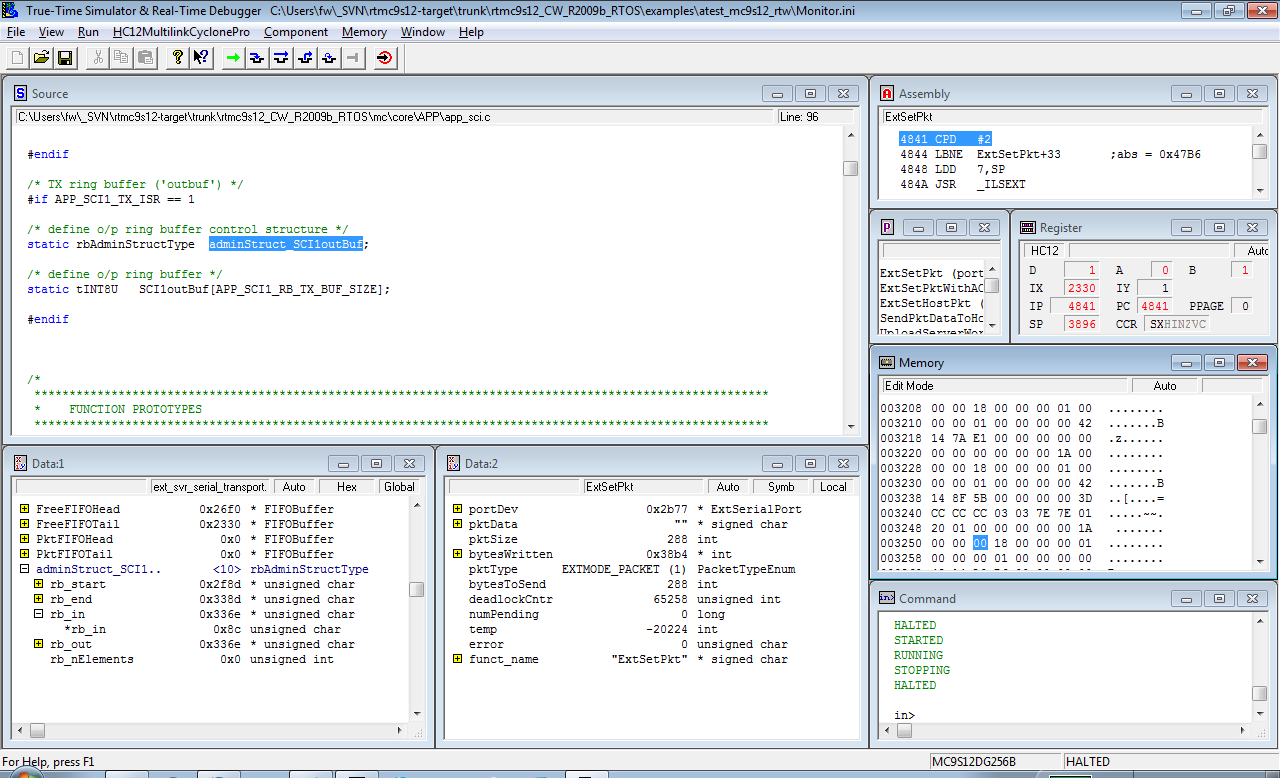 True-Time Simulator & Real-Time Debugger C:\Users\fw\_SVN\rtmc9s12-target\trunk\rtmc9s12_CW_R2009b_RTOS\examples\atest_mc9s12_rtw\Monitor.ini
File View Run HC12MultilinkCyclonePro Component Memory Window Help
Source
C:\Users\fw\_SVN\rtmc9s12-target\trunk\rtmc9s12_CW_R2009b_RTOS\mc\core\APP\app_sci.c Line: 96
#endif
/* TX ring buffer ('outbuf') */
#if APP_SCI1_TX_ISR == 1
/* define o/p ring buffer control structure */
static rbAdminStructType adminStruct_SCI1outBuf;
/* define o/p ring buffer */
static tINT8U SCI1outBuf[APP_SCI1_RB_TX_BUF_SIZE];
#endif
/*
*********************************************************************************************************
* FUNCTION PROTOTYPES
*********************************************************************************************************
Assembly
ExtSetPkt
4841 CPD #2
4844 LBNE ExtSetPkt+33 ;abs = 0x47B6
4848 LDD 7,SP
484A JSR _ILSEXT
P
ExtSetPkt (port
ExtSetPktWithAC
ExtSetHostPkt (
SendPktDataToHo
UploadServerWor
Register
HC12 Auto
D 1 A 0 B 1
IX 2330 IY 1
IP 4841 PC 4841 PPAGE 0
SP 3896 CCR SXHINZVC
Memory
Edit Mode Auto
003208 00 00 18 00 00 00 01 00 ........
003210 00 00 01 00 00 00 00 42 .......B
003218 14 7A E1 00 00 00 00 00 .z......
003220 00 00 00 00 00 00 1A 00 ........
003228 00 00 18 00 00 00 01 00 ........
003230 00 00 01 00 00 00 00 42 .......B
003238 14 8F 5B 00 00 00 00 3D ..[....=
003240 CC CC CC 03 03 7E 7E 01 .....~~.
003248 20 01 00 00 00 00 00 1A .......
003250 00 00 00 18 00 00 00 01 ........
003258 00 00 00 01 00 00 00 00 ........
Data:1
ext_svr_serial_transport. Auto Hex Global
FreeFIFOHead 0x26f0 * FIFOBuffer
FreeFIFOTail 0x2330 * FIFOBuffer
PktFIFOHead 0x0 * FIFOBuffer
PktFIFOTail 0x0 * FIFOBuffer
adminStruct_SCI1.. <10> rbAdminStructType
rb_start 0x2f8d * unsigned char
rb_end 0x338d * unsigned char
rb_in 0x336e * unsigned char
*rb_in 0x8c unsigned char
rb_out 0x336e * unsigned char
rb_nElements 0x0 unsigned int
Data:2
ExtSetPkt Auto Symb Local
portDev 0x2b77 * ExtSerialPort
pktData "" * signed char
pktSize 288 int
bytesWritten 0x38b4 * int
pktType EXTMODE_PACKET (1) PacketTypeEnum
bytesToSend 288 int
deadlockCntr 65258 unsigned int
numPending 0 long
temp -20224 int
error 0 unsigned char
funct_name "ExtSetPkt" * signed char
Command
HALTED
STARTED
RUNNING
STOPPING
HALTED
in>
For Help, press F1 MC9S12DG256B HALTED